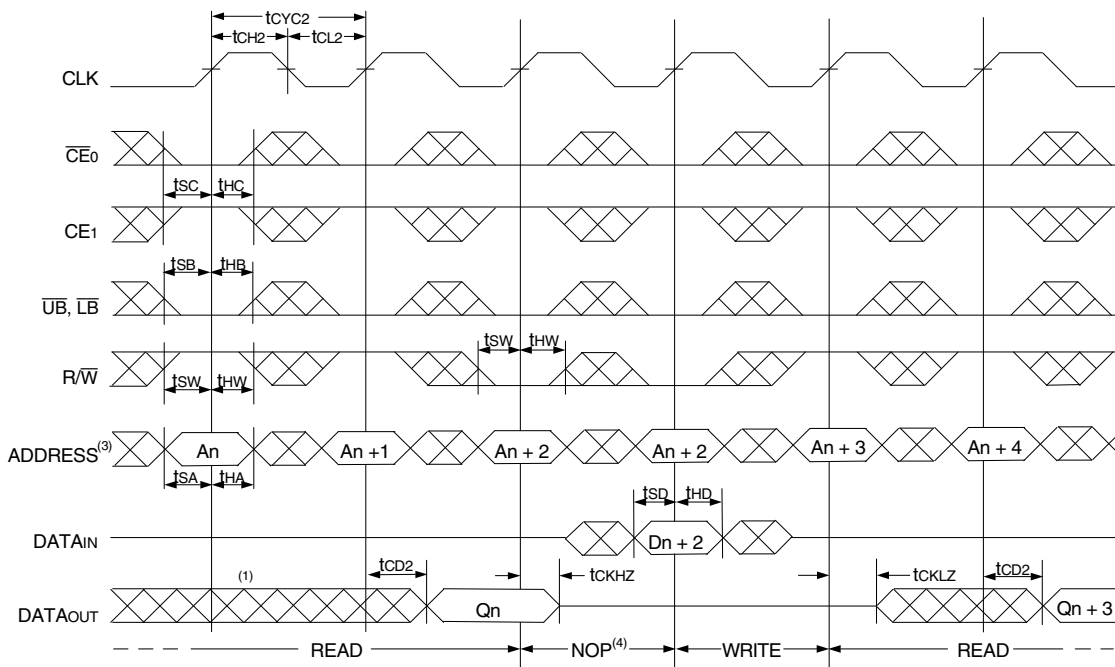 tCYC2
tCH2 tCL2
CLK
CE0
tSC tHC
CE1
tSB tHB
UB, LB
tSW tHW
R/W
tSW tHW
ADDRESS(3) An An +1 An + 2 An + 2 An + 3 An + 4
tSA tHA
tSD tHD
DATAIN Dn + 2
tCD2 tCKHZ tCKLZ tCD2
(1)
DATAOUT Qn Qn + 3
READ NOP(4) WRITE READ